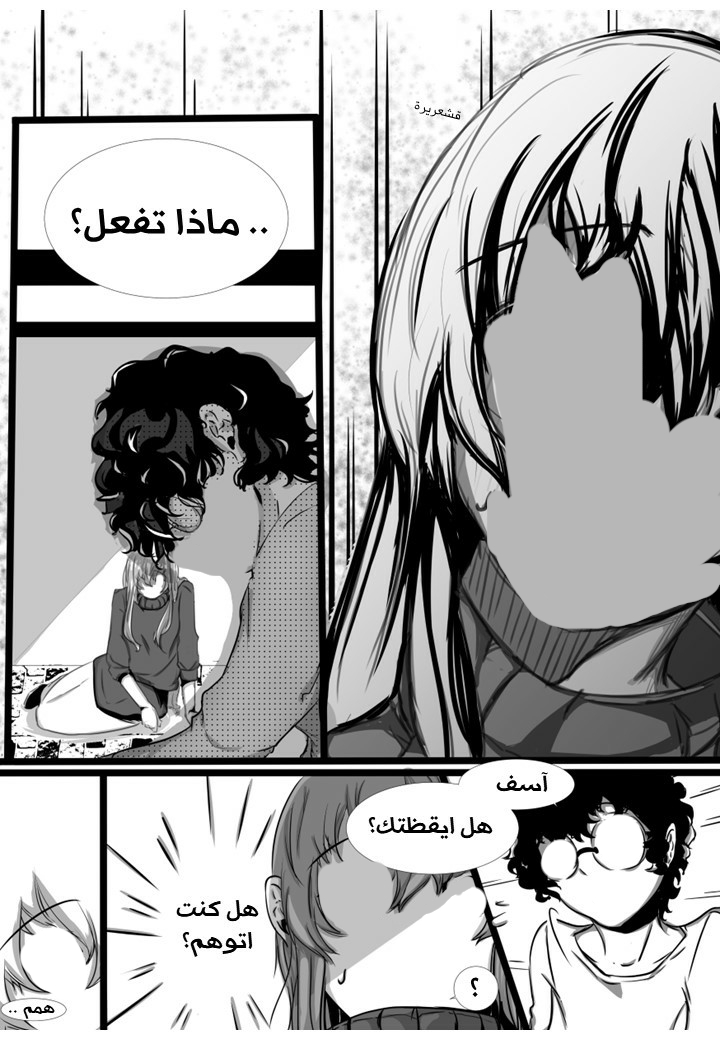 قشعريرة
.. ماذا تفعل؟
آسف
هل ايقظتك؟
؟
هل كنت
اتوهم؟
همم ..